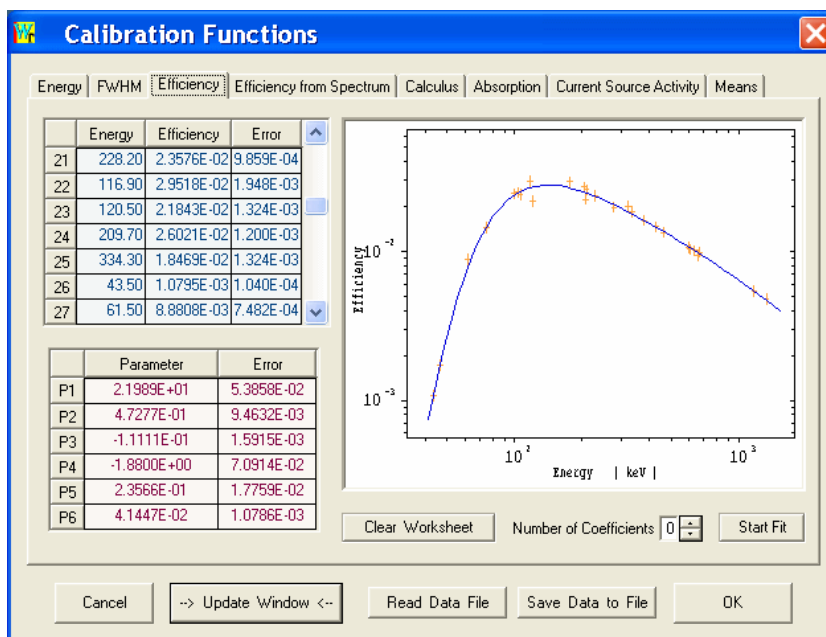 Calibration Functions
Energy FWHM Efficiency Efficiency from Spectrum Calculus Absorption Current Source Activity Means
Energy Efficiency Error
21 228.20 2.3576E-02 9.859E-04
22 116.90 2.9518E-02 1.948E-03
23 120.50 2.1843E-02 1.324E-03
24 209.70 2.6021E-02 1.200E-03
25 334.30 1.8469E-02 1.324E-03
26 43.50 1.0795E-03 1.040E-04
27 61.50 8.8808E-03 7.482E-04
Parameter Error
P1 2.1989E+01 5.3858E-02
P2 4.7277E-01 9.4632E-03
P3 -1.1111E-01 1.5915E-03
P4 -1.8800E+00 7.0914E-02
P5 2.3566E-01 1.7759E-02
P6 4.1447E-02 1.0786E-03
Efficiency
10⁻²
10⁻³
10² 10³
Energy | keV |
Clear Worksheet Number of Coefficients 0 Start Fit
Cancel --> Update Window <-- Read Data File Save Data to File OK